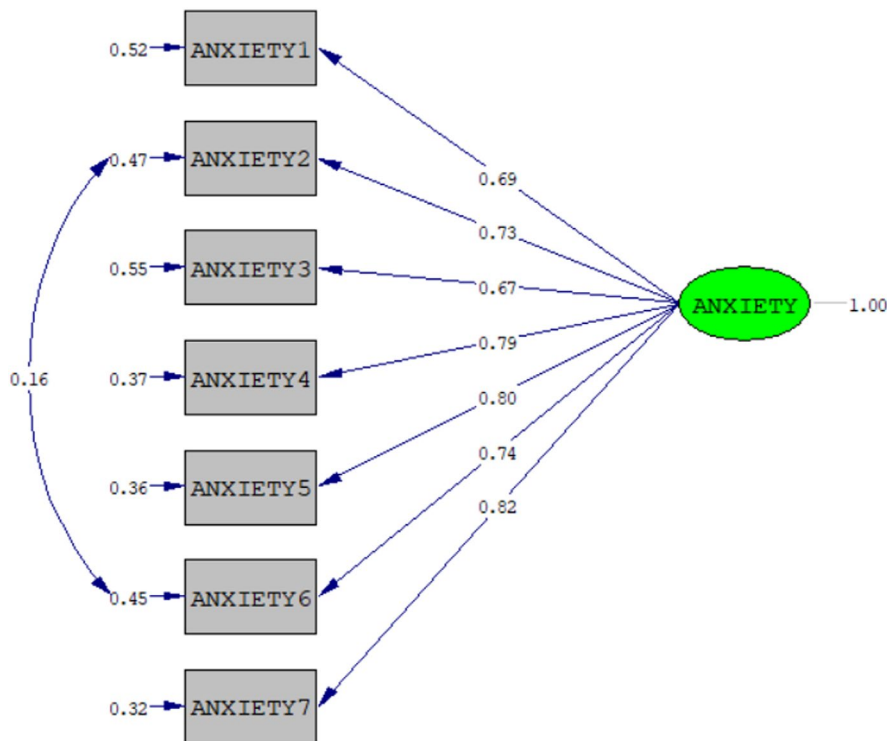 0.52 ANXIETY1
0.69
0.47 ANXIETY2
0.73
0.55 ANXIETY3
0.67
ANXIETY 1.00
0.79
0.37 ANXIETY4
0.16
0.80
0.74
0.36 ANXIETY5
0.82
0.45 ANXIETY6
0.32 ANXIETY7